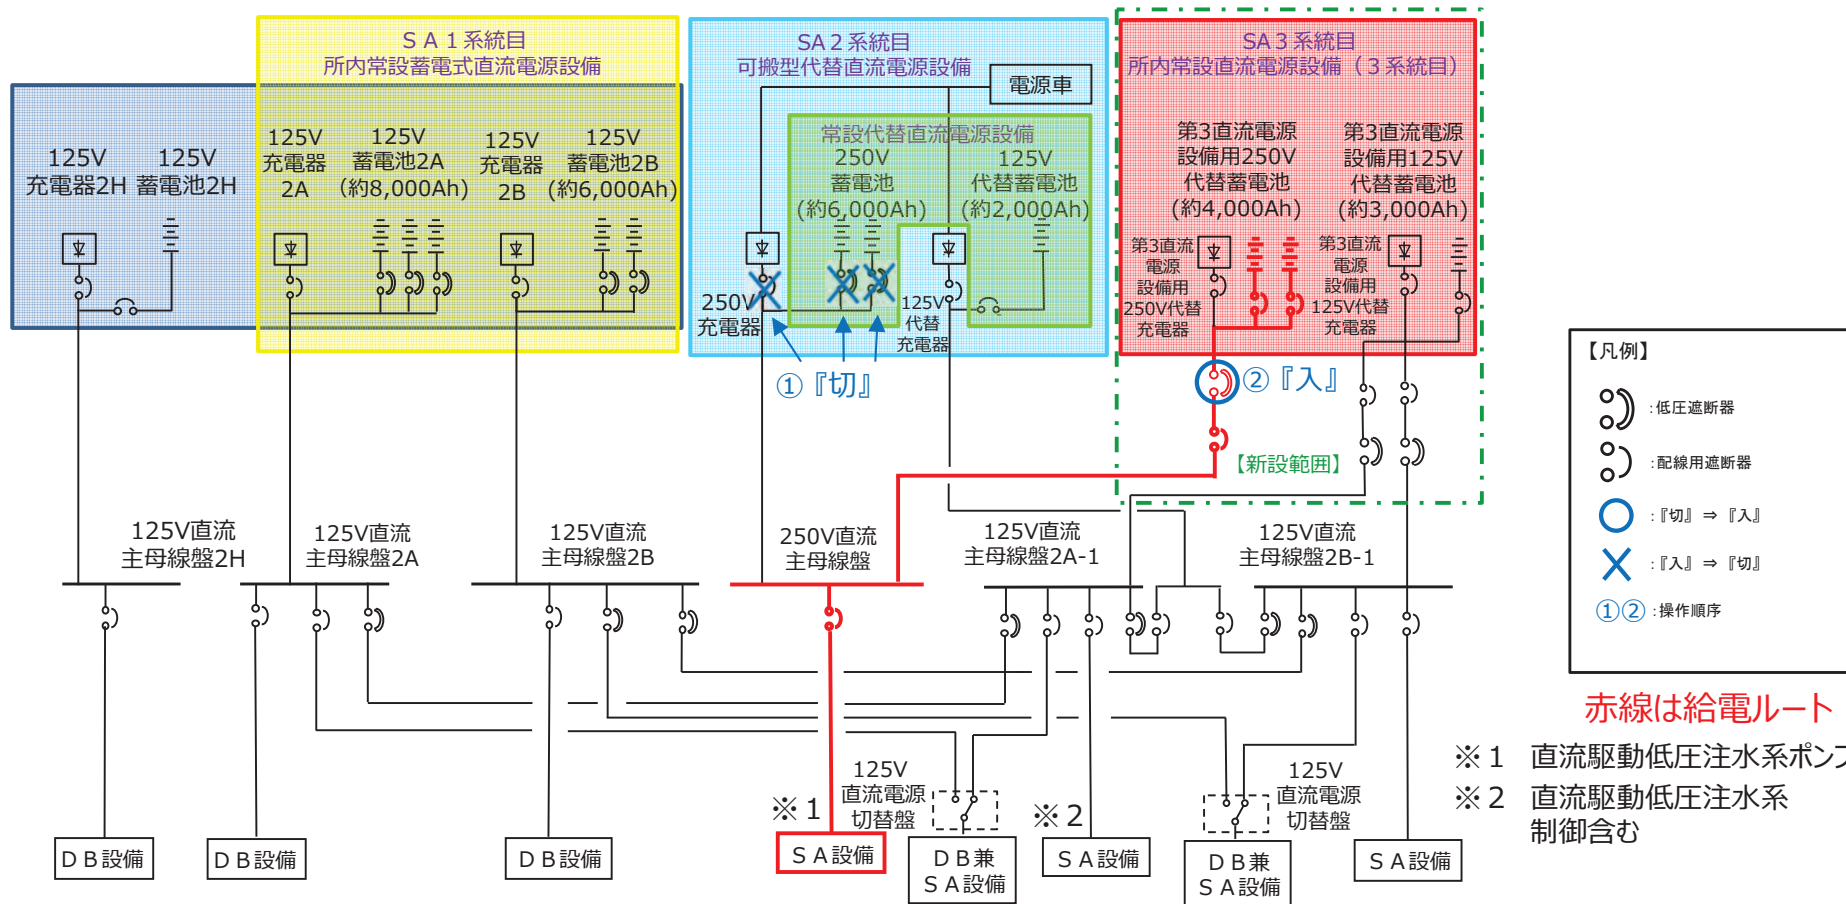 SA1系統目
所内常設蓄電式直流電源設備
SA2系統目
可搬型代替直流電源設備
電源車
SA3系統目
所内常設直流電源設備(3系統目)
125V
充電器2H
125V
蓄電池2H
125V
充電器
2A
125V
蓄電池2A
(約8,000Ah)
125V
充電器
2B
125V
蓄電池2B
(約6,000Ah)
常設代替直流電源設備
250V
蓄電池
(約6,000Ah)
125V
代替蓄電池
(約2,000Ah)
第3直流電源
設備用250V
代替蓄電池
(約4,000Ah)
第3直流電源
設備用125V
代替蓄電池
(約3,000Ah)
250V
充電器
125V
代替
充電器
第3直流
電源
設備用
250V代替
充電器
第3直流
電源
設備用
125V代替
充電器
①『切』
②『入』
【新設範囲】
125V直流
主母線盤2H
125V直流
主母線盤2A
125V直流
主母線盤2B
250V直流
主母線盤
125V直流
主母線盤2A-1
125V直流
主母線盤2B-1
【凡例】
:低圧遮断器
:配線用遮断器
:『切』⇒『入』
:『入』⇒『切』
①②:操作順序
赤線は給電ルート
※1 直流駆動低圧注水系ポンプ
※2 直流駆動低圧注水系
制御含む
※1
125V
直流電源
切替盤
※2
125V
直流電源
切替盤
DB設備
DB設備
DB設備
SA設備
DB兼
SA設備
SA設備
DB兼
SA設備
SA設備